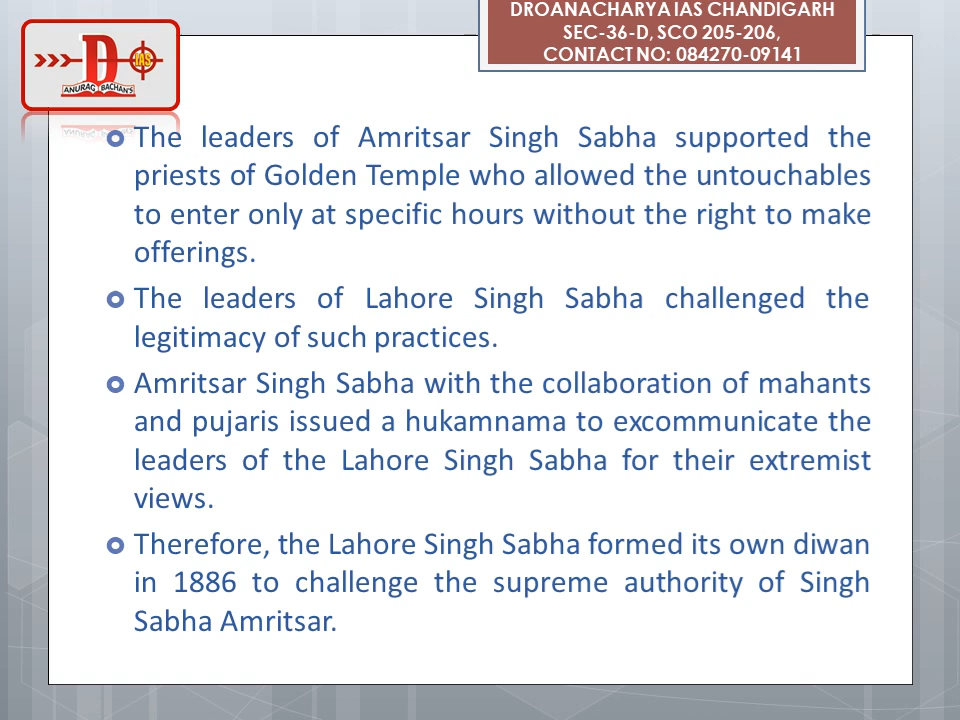 DROANACHARYA IAS CHANDIGARH
SEC-36-D, SCO 205-206,
CONTACT NO: 084270-09141
D
IAS
ANURAG BACHAN'S
The leaders of Amritsar Singh Sabha supported the
priests of Golden Temple who allowed the untouchables
to enter only at specific hours without the right to make
offerings.
The leaders of Lahore Singh Sabha challenged the
legitimacy of such practices.
Amritsar Singh Sabha with the collaboration of mahants
and pujaris issued a hukamnama to excommunicate the
leaders of the Lahore Singh Sabha for their extremist
views.
Therefore, the Lahore Singh Sabha formed its own diwan
in 1886 to challenge the supreme authority of Singh
Sabha Amritsar.